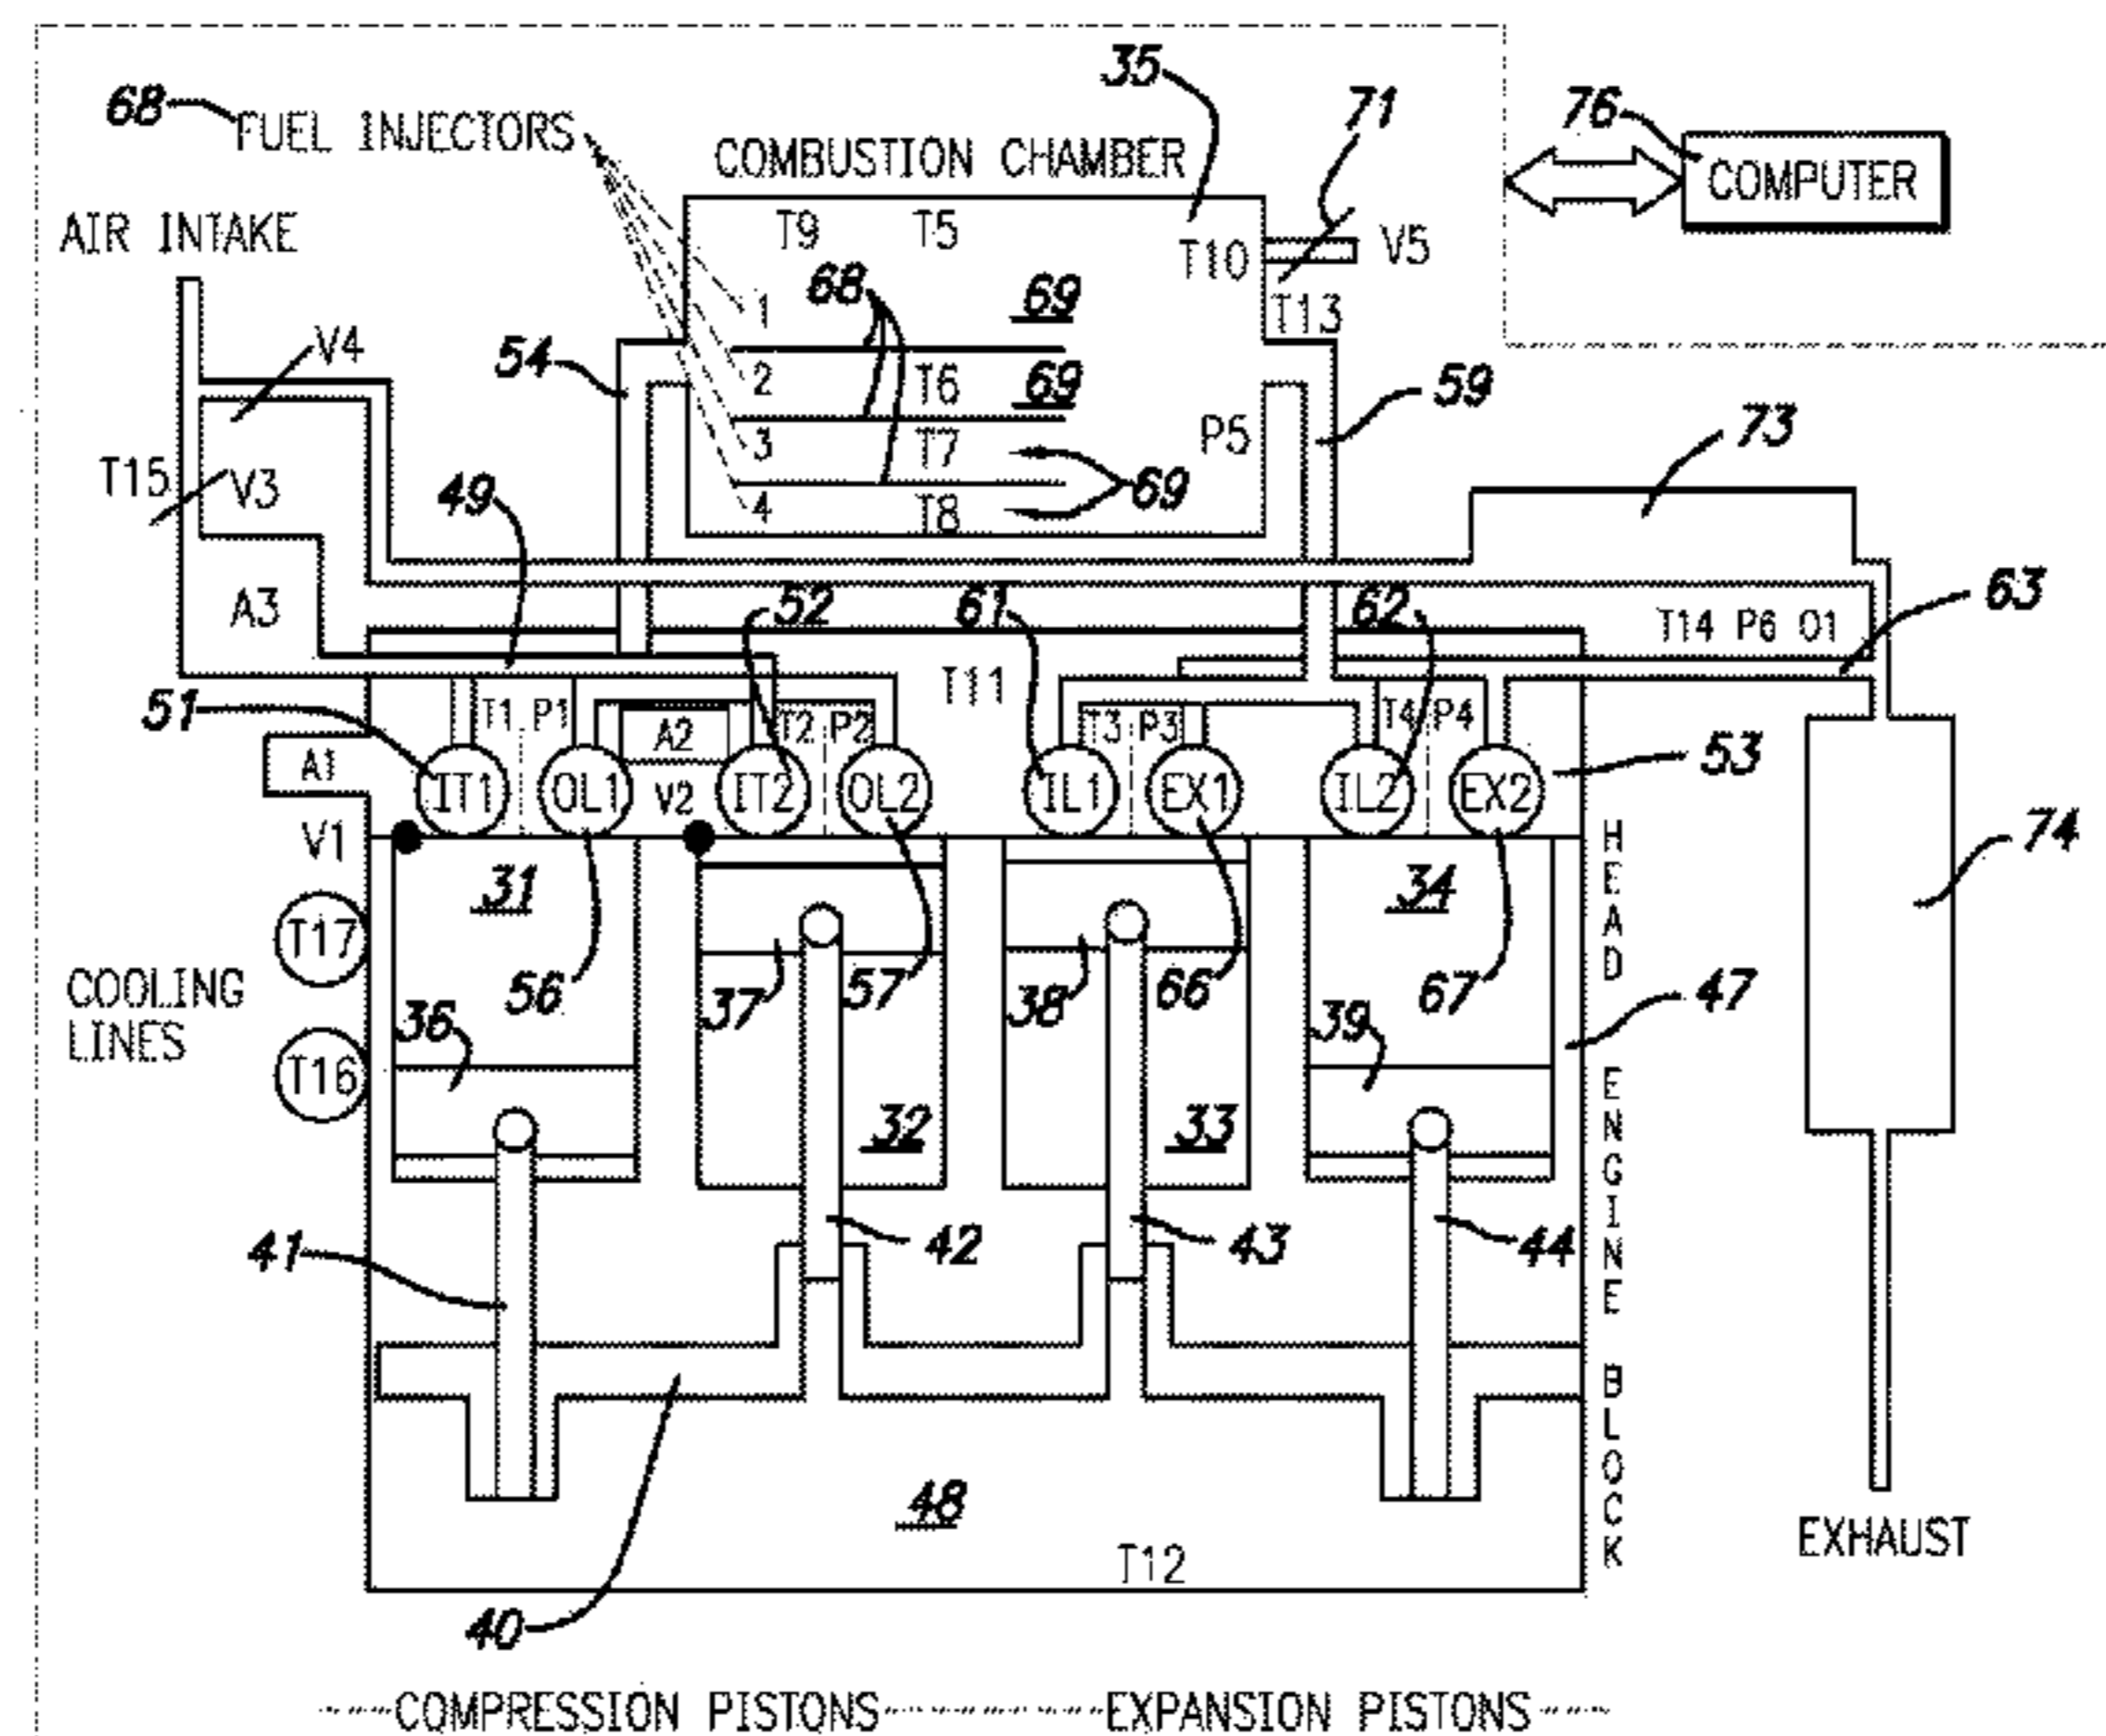 35
71
76
68
FUEL INJECTORS
COMBUSTION CHAMBER
COMPUTER
AIR INTAKE
T9
T5
T10
V5
68
69
1
T13
V4
54
2
T6
69
59
T15
V3
49
3
T7
P5
73
4
T8
69
A3
52
61
62
T14 P6 O1
63
51
T1
P1
T11
A2
T2
P2
T3
P3
T4
P4
53
A1
IT1
OL1
V2
IT2
OL2
IL1
EX1
IL2
EX2
V1
31
34
74
T17
COOLING
LINES
56
37
57
38
66
67
47
36
39
T16
32
33
41
42
43
44
HEAD ENGINE BLOCK
48
EXHAUST
T12
40
COMPRESSION PISTONS
EXPANSION PISTONS